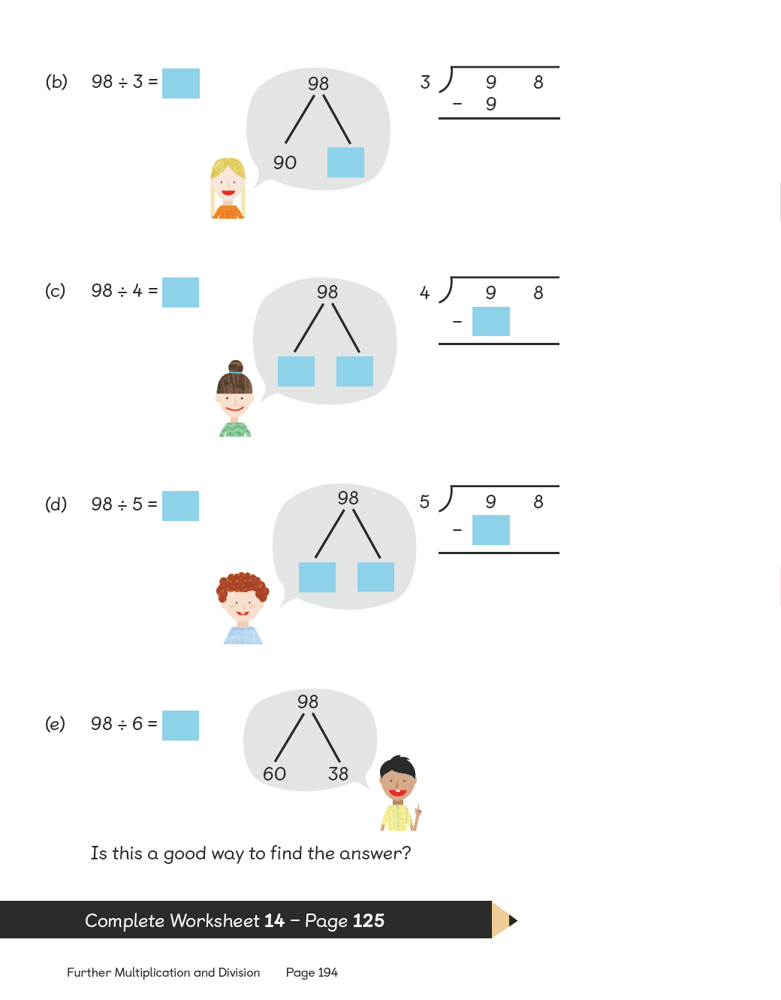 (b) 98 ÷ 3 =
98
90
3 9 8
− 9
(c) 98 ÷ 4 =
98
4 9 8
−
(d) 98 ÷ 5 =
98
5 9 8
−
(e) 98 ÷ 6 =
98
60 38
Is this a good way to find the answer?
Complete Worksheet 14 – Page 125
Further Multiplication and Division Page 194